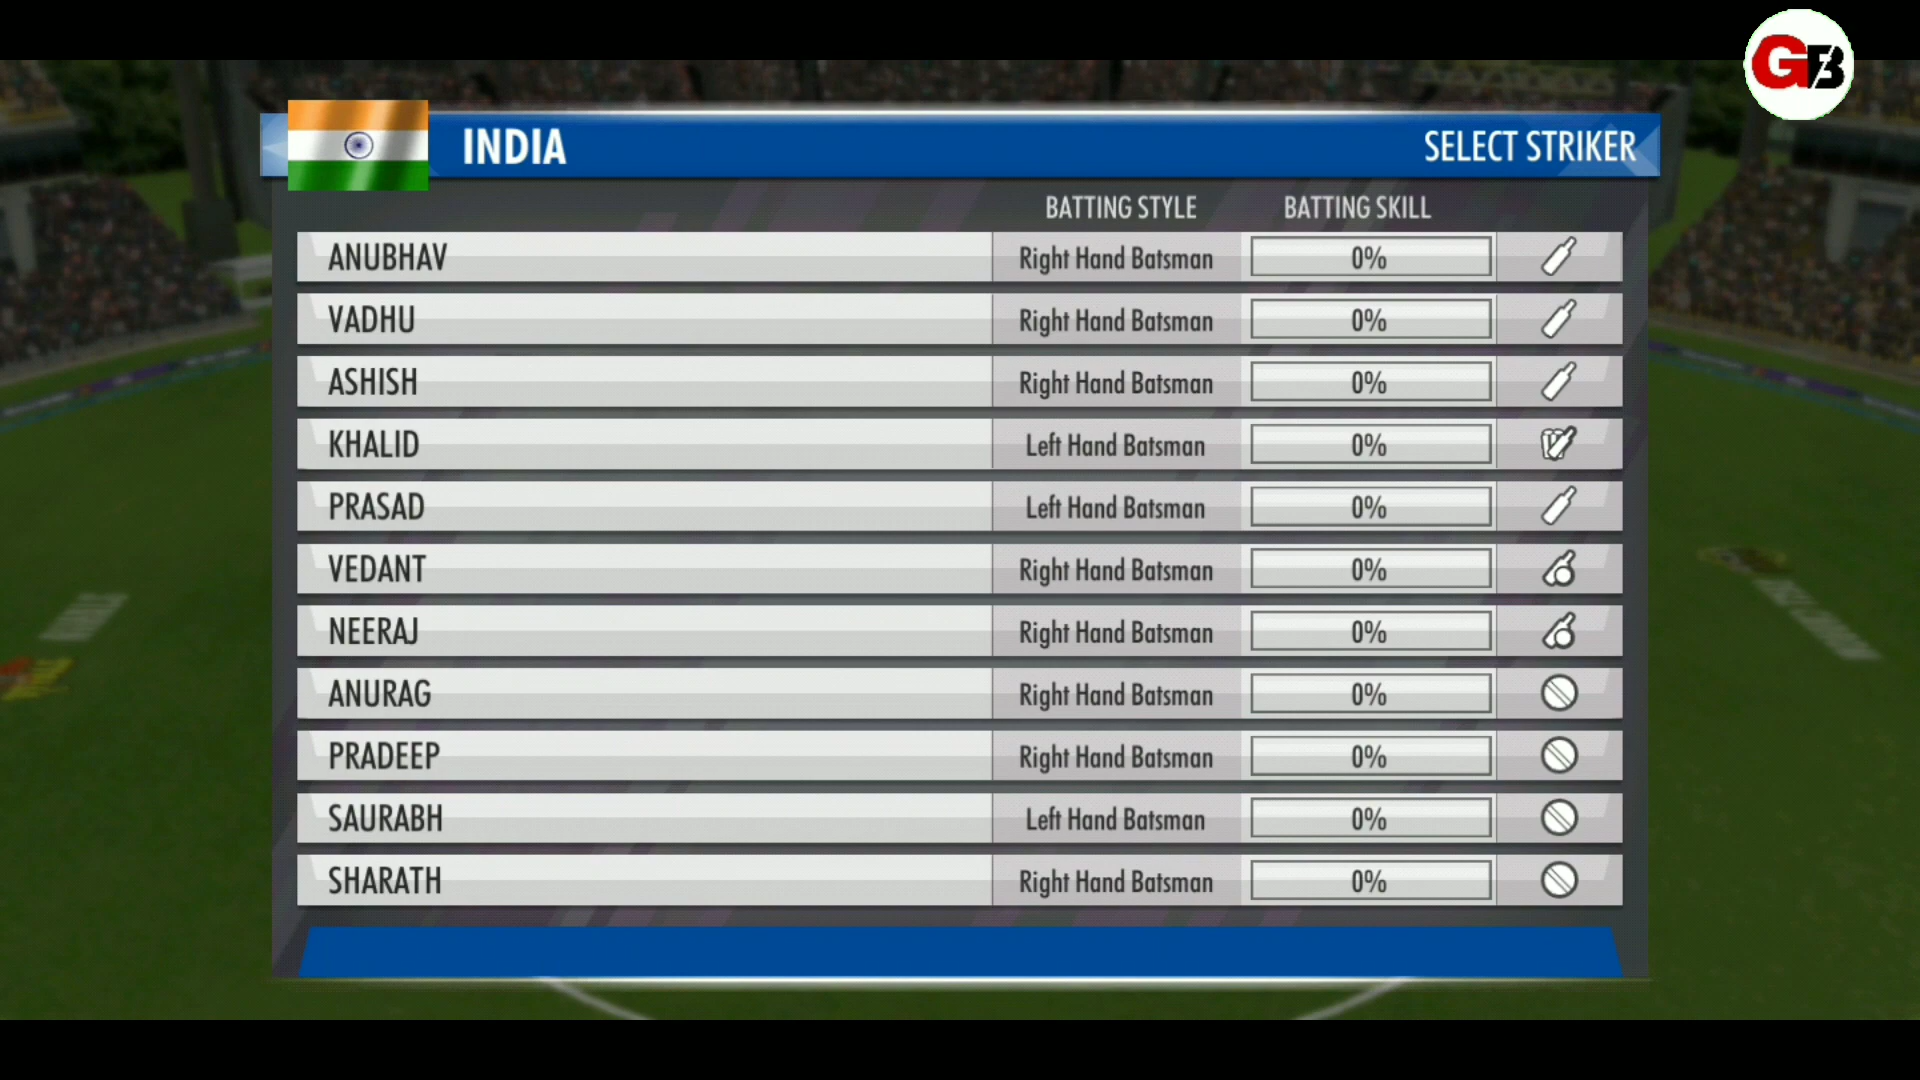 GB
INDIA
SELECT STRIKER
BATTING STYLE BATTING SKILL
ANUBHAV Right Hand Batsman 0%
VADHU Right Hand Batsman 0%
ASHISH Right Hand Batsman 0%
KHALID Left Hand Batsman 0%
PRASAD Left Hand Batsman 0%
VEDANT Right Hand Batsman 0%
NEERAJ Right Hand Batsman 0%
ANURAG Right Hand Batsman 0%
PRADEEP Right Hand Batsman 0%
SAURABH Left Hand Batsman 0%
SHARATH Right Hand Batsman 0%